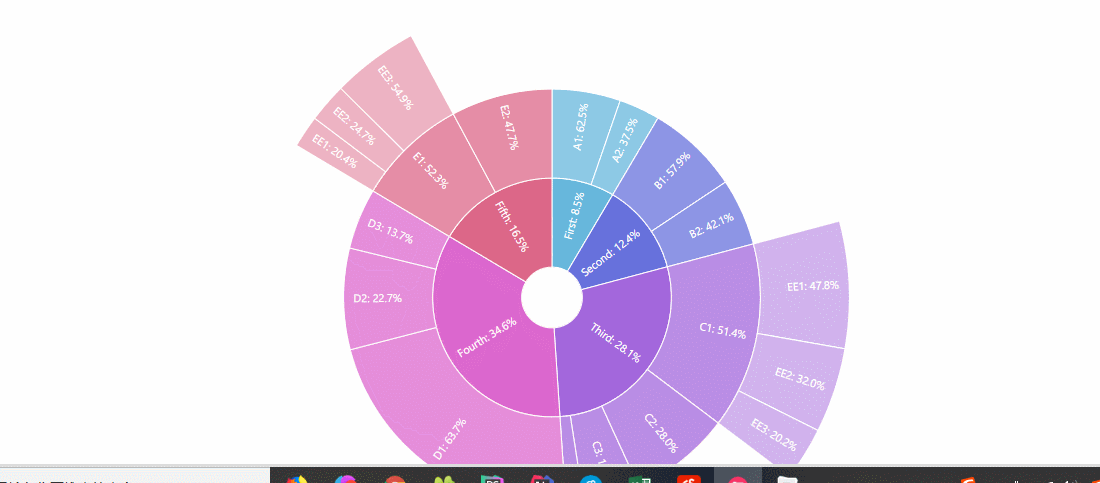 EE3: 54.9%
EE2: 24.7%
EE1: 20.4%
E1: 52.3%
E2: 47.7%
A1: 62.5%
A2: 37.5%
B1: 57.9%
B2: 42.1%
Fifth: 16.5%
First: 8.5%
Second: 12.4%
D3: 13.7%
D2: 22.7%
D1: 63.7%
Fourth: 34.6%
Third: 28.1%
C1: 51.4%
C2: 28.0%
C3: 1
EE1: 47.8%
EE2: 32.0%
EE3: 20.2%